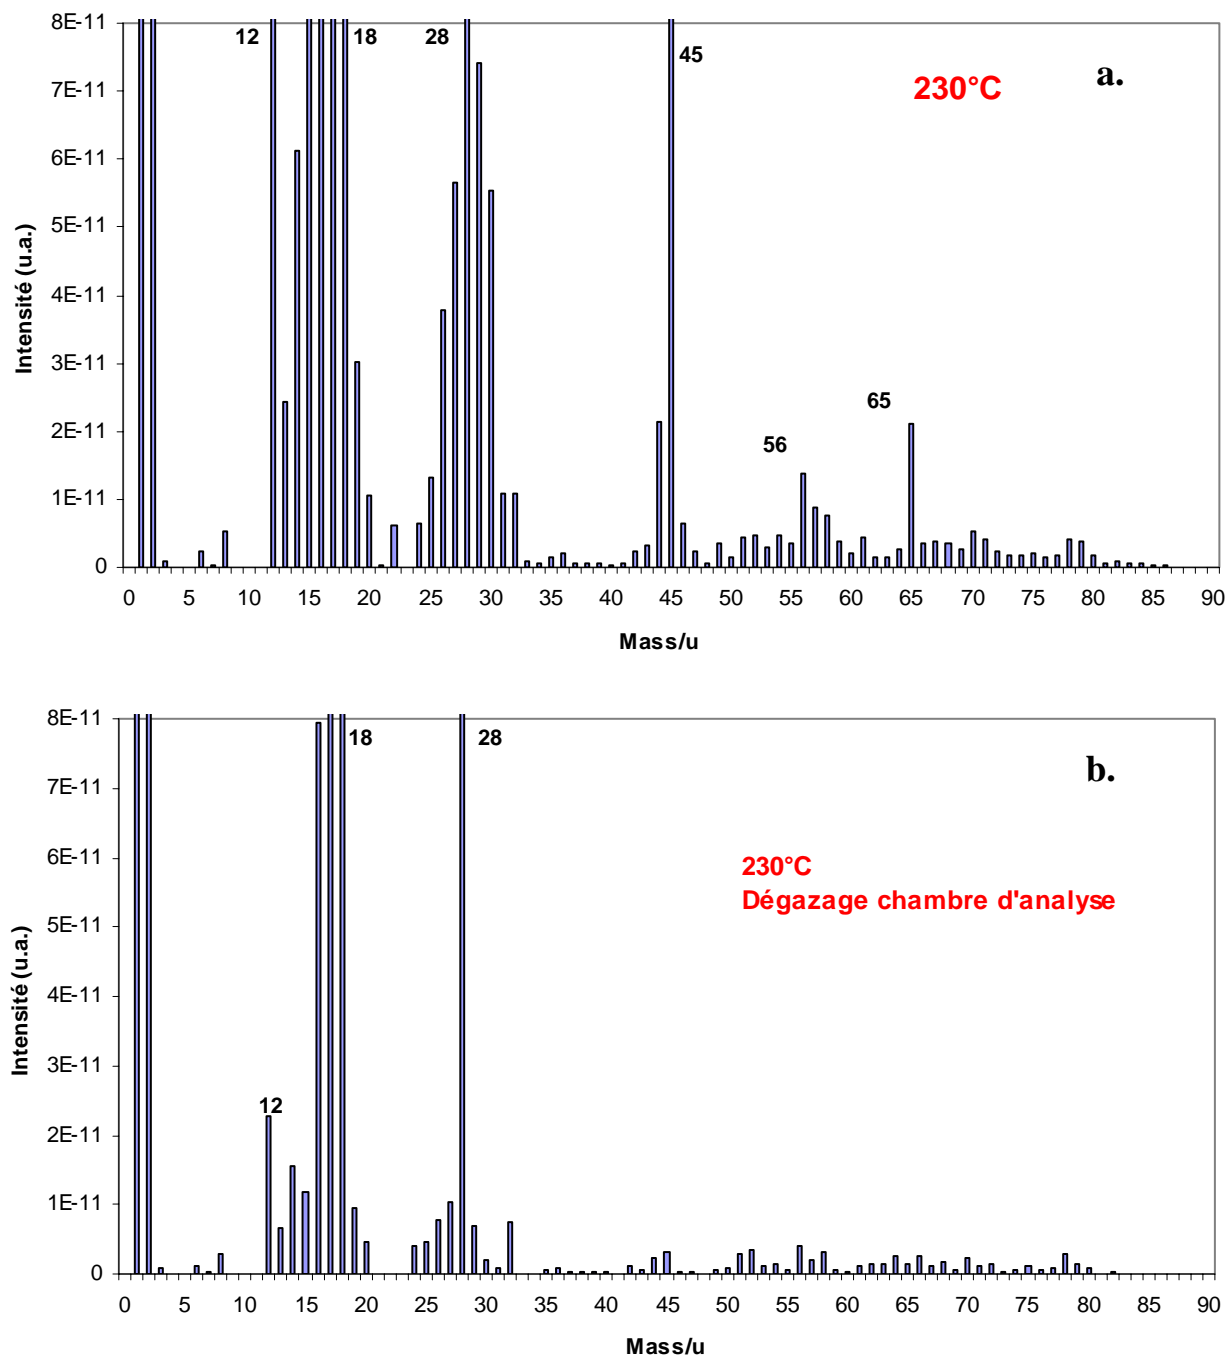 8E-11
7E-11
6E-11
5E-11
4E-11
3E-11
2E-11
1E-11
0
Intensité (u.a.)
12
18
28
45
230°C
a.
56
65
0 5 10 15 20 25 30 35 40 45 50 55 60 65 70 75 80 85 90
Mass/u
8E-11
7E-11
6E-11
5E-11
4E-11
3E-11
2E-11
1E-11
0
Intensité (u.a.)
18
28
b.
230°C
Dégazage chambre d'analyse
12
0 5 10 15 20 25 30 35 40 45 50 55 60 65 70 75 80 85 90
Mass/u